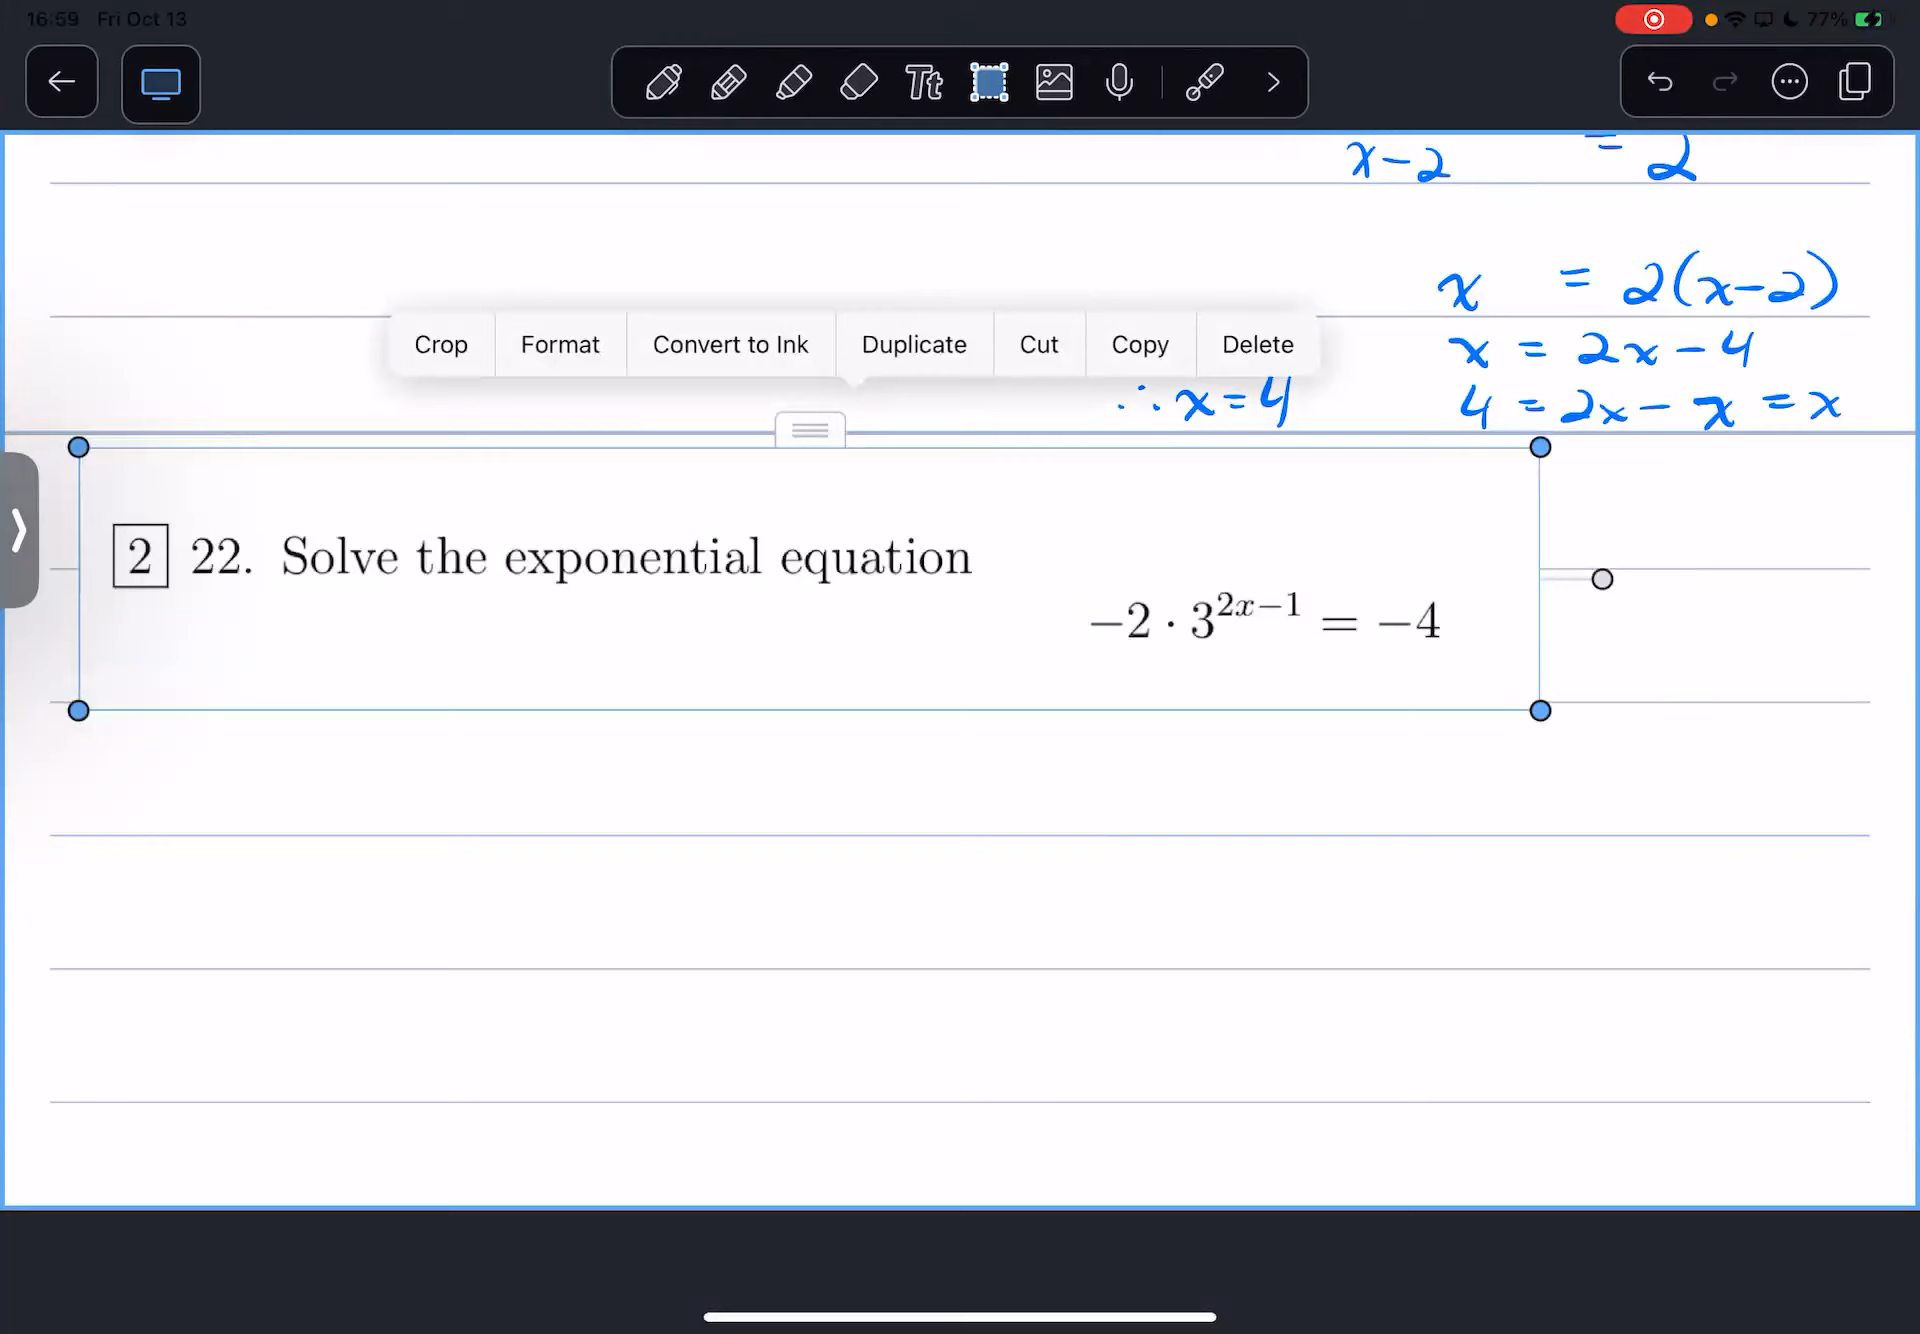 16:59 Fri Oct 13
77%
Tt
x-2 = 2
x = 2(x-2)
Crop Format Convert to Ink Duplicate Cut Copy Delete
x = 2x-4
∴ x=4
4 = 2x - x = x
2 22. Solve the exponential equation
−2 · 3^{2x−1} = −4